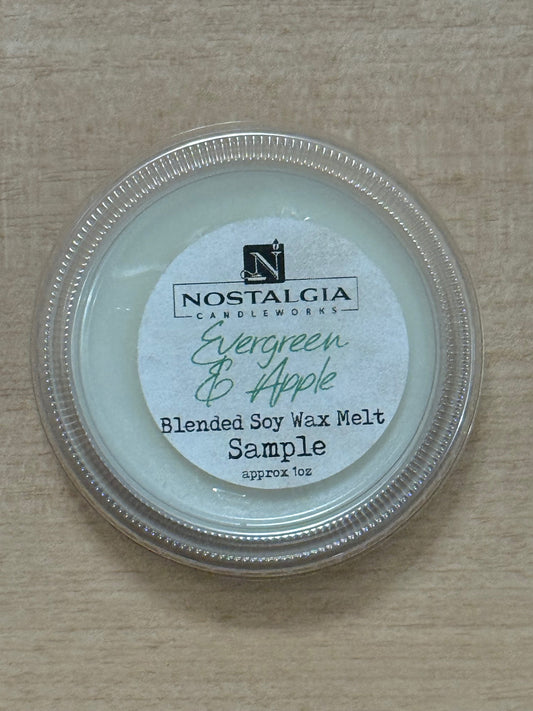 N
NOSTALGIA
CANDLEWORKS
Evergreen
& Apple
Blended Soy Wax Melt
Sample
approx 1oz